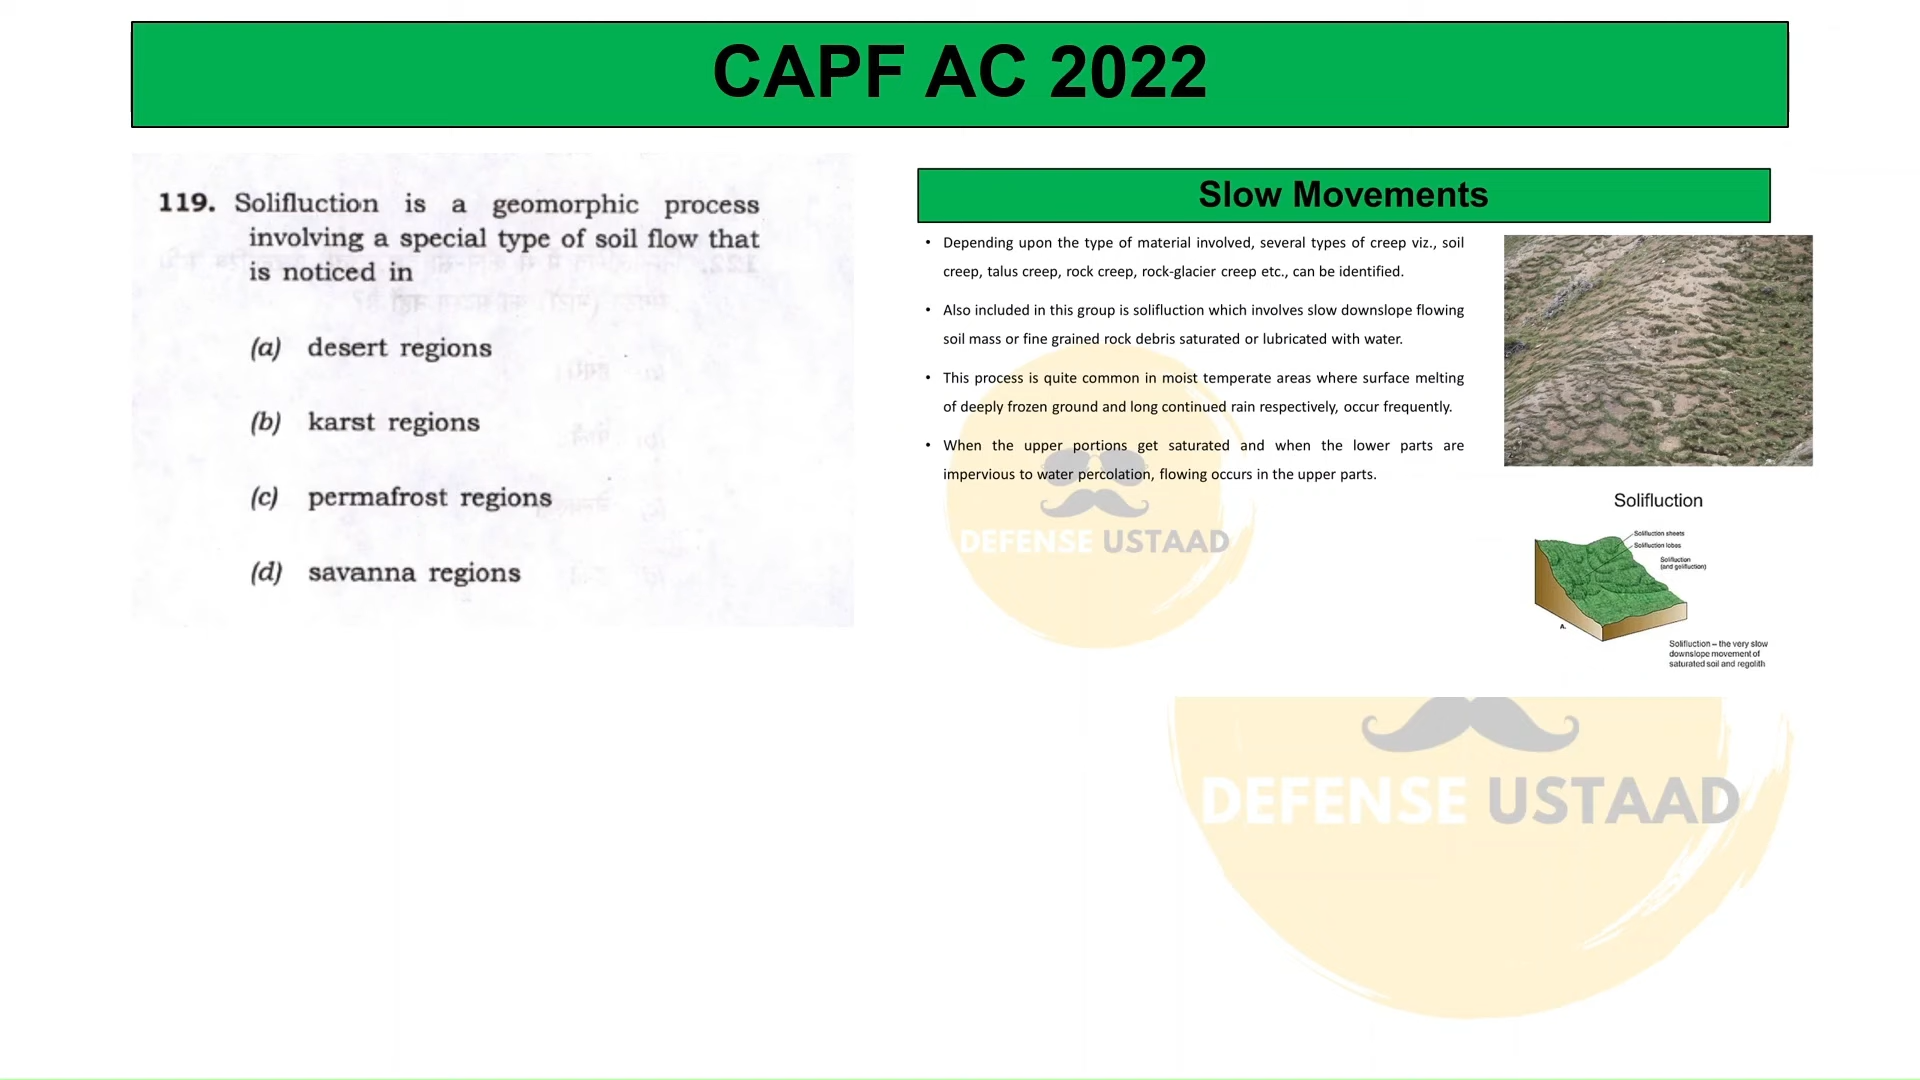 CAPF AC 2022
119. Solifluction is a geomorphic process
involving a special type of soil flow that
is noticed in
(a) desert regions
(b) karst regions
(c) permafrost regions
(d) savanna regions
Slow Movements
• Depending upon the type of material involved, several types of creep viz., soil
creep, talus creep, rock creep, rock-glacier creep etc., can be identified.
• Also included in this group is solifluction which involves slow downslope flowing
soil mass or fine grained rock debris saturated or lubricated with water.
• This process is quite common in moist temperate areas where surface melting
of deeply frozen ground and long continued rain respectively, occur frequently.
• When the upper portions get saturated and when the lower parts are
impervious to water percolation, flowing occurs in the upper parts.
DEFENSE USTAAD
Solifluction
Solifluction sheets
Solifluction lobes
Solifluction
(and gelifluction)
A.
Solifluction – the very slow
downslope movement of
saturated soil and regolith
DEFENSE USTAAD